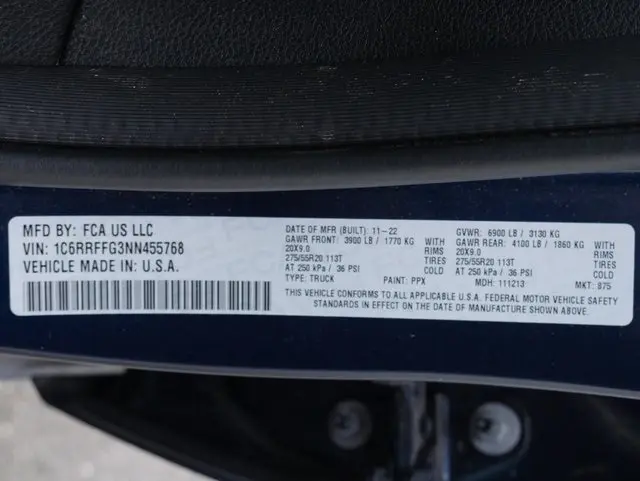 MFD BY: FCA US LLC
VIN: 1C6RRFFG3NN455768
VEHICLE MADE IN: U.S.A.
DATE OF MFR (BUILT): 11-22 GVWR: 6900 LB / 3130 KG
GAWR FRONT: 3900 LB / 1770 KG WITH GAWR REAR: 4100 LB / 1860 KG WITH
20X9.0 RIMS 20X9.0 RIMS
275/55R20 113T TIRES 275/55R20 113T TIRES
AT 250 kPa / 36 PSI COLD AT 250 kPa / 36 PSI COLD
TYPE: TRUCK PAINT: PPX MDH: 111213 MKT: 875
THIS VEHICLE CONFORMS TO ALL APPLICABLE U.S.A. FEDERAL MOTOR VEHICLE SAFETY
STANDARDS IN EFFECT ON THE DATE OF MANUFACTURE SHOWN ABOVE.